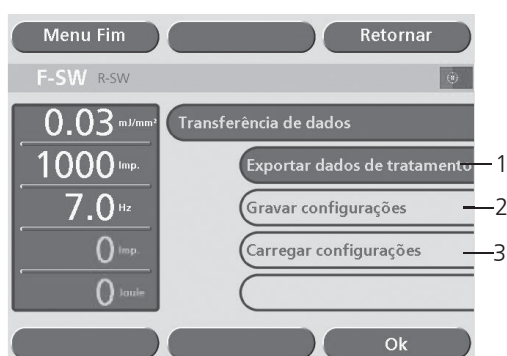 Menu Fim Retornar
F-SW R-SW
0.03 mJ/mm² Transferência de dados
1000 Imp. Exportar dados de tratamento 1
7.0 Hz Gravar configurações 2
0 Imp. Carregar configurações 3
0 Joule
Ok